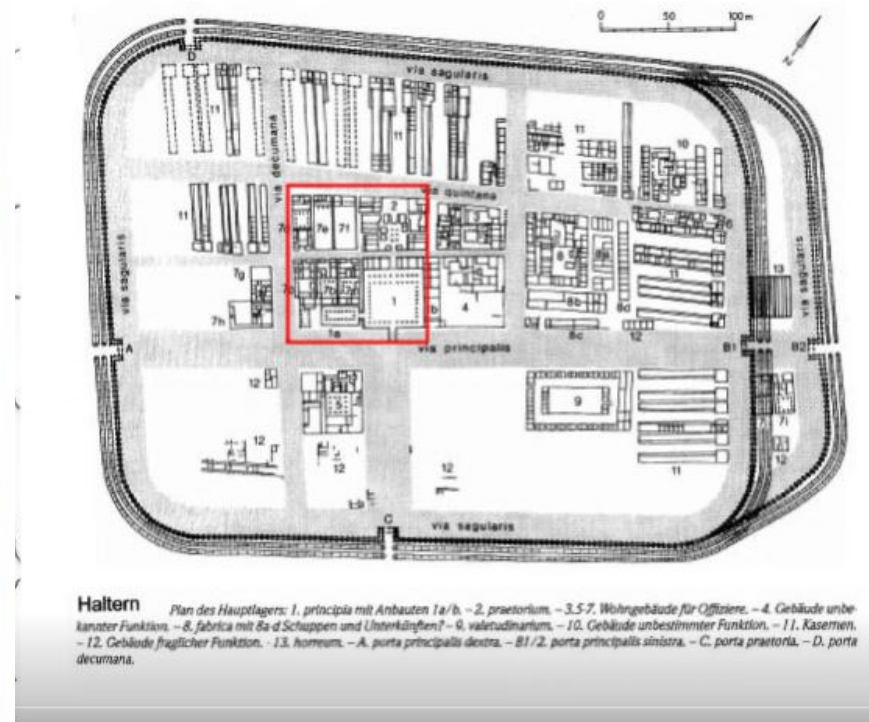 0 100m
N
D
via sagularis
11
11
11
via decumana
10
via quintana
11
2
6
7e
7f
8
8a
13
via sagularis
via sagularis
7g
7b
11
1
b
4
8b
8d
7h
1a
8c
12
A
via principalis
B1
B2
12
5
9
7i
12
12
12
12
11
C
via sagularis
Haltern Plan des Hauptlagers: 1. principia mit Anbauten 1a/b. – 2. praetorium. – 3.5-7. Wohngebäude für Offiziere. – 4. Gebäude unbe-
kannter Funktion. – 8. fabrica mit 8a-d Schuppen und Unterkünften? – 9. valetudinarium. – 10. Gebäude unbestimmter Funktion. – 11. Kasernen.
– 12. Gebäude fraglicher Funktion. · 13. horreum. – A. porta principalis dextra. – B1/2. porta principalis sinistra. – C. porta praetoria. – D. porta
decumana.